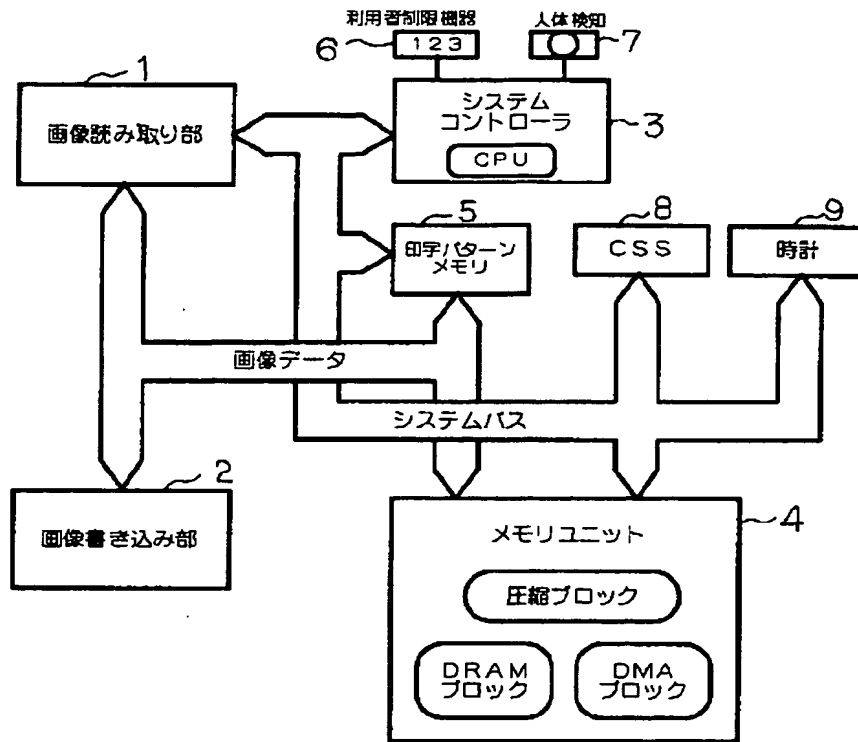 利用者制限機器
人体検知
6
123
7
1
画像読み取り部
システム
コントローラ
CPU
3
5
印字パターン
メモリ
8
CSS
9
時計
画像データ
システムバス
2
画像書き込み部
4
メモリユニット
圧縮ブロック
DRAM
ブロック
DMA
ブロック